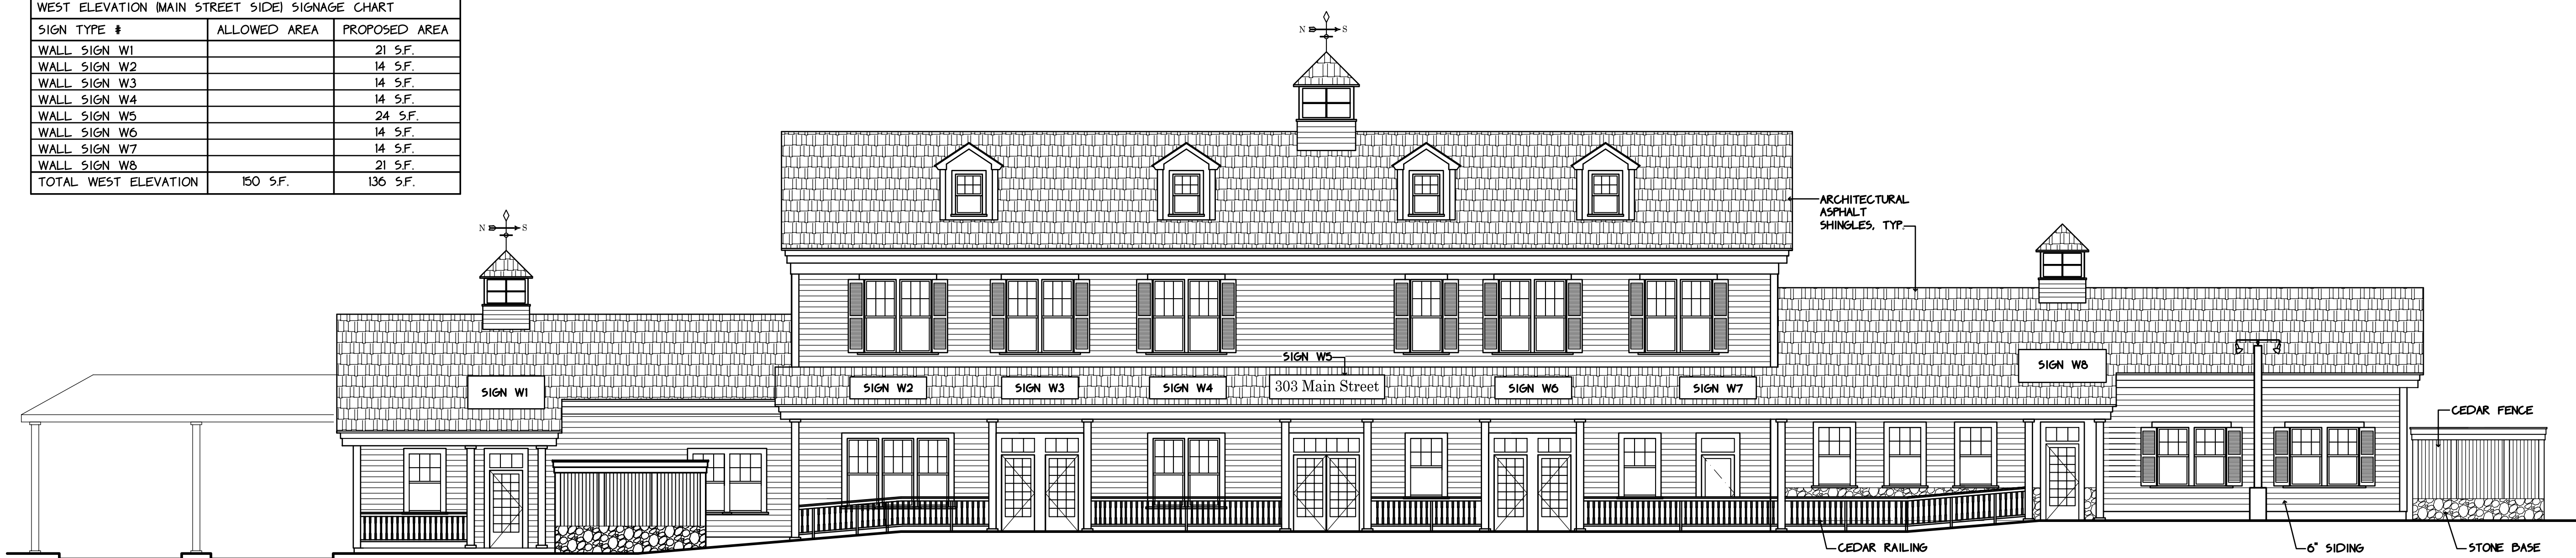 WEST ELEVATION (MAIN STREET SIDE) SIGNAGE CHART
SIGN TYPE # ALLOWED AREA PROPOSED AREA
WALL SIGN W1 21 S.F.
WALL SIGN W2 14 S.F.
WALL SIGN W3 14 S.F.
WALL SIGN W4 14 S.F.
WALL SIGN W5 24 S.F.
WALL SIGN W6 14 S.F.
WALL SIGN W7 14 S.F.
WALL SIGN W8 21 S.F.
TOTAL WEST ELEVATION 150 S.F. 136 S.F.
N S
N S
ARCHITECTURAL
ASPHALT
SHINGLES, TYP.
SIGN W5
SIGN W1
SIGN W2
SIGN W3
SIGN W4
303 Main Street
SIGN W6
SIGN W7
SIGN W8
CEDAR FENCE
CEDAR RAILING
6" SIDING
STONE BASE